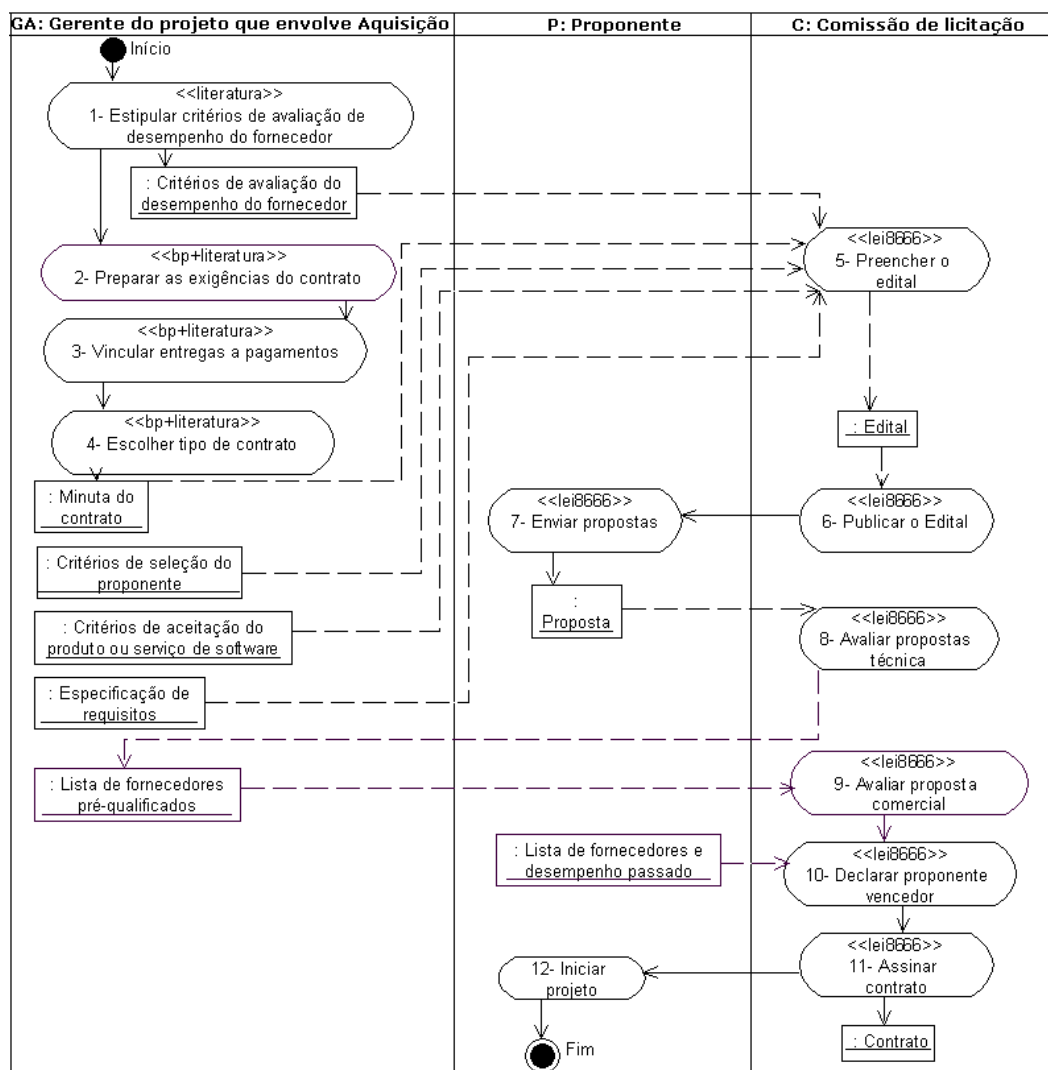 GA: Gerente do projeto que envolve Aquisição
P: Proponente
C: Comissão de licitação
Início
<<literatura>>
1- Estipular critérios de avaliação de
desempenho do fornecedor
: Critérios de avaliação do
desempenho do fornecedor
<<bp+literatura>>
2- Preparar as exigências do contrato
<<lei8666>>
5- Preencher o
edital
<<bp+literatura>>
3- Vincular entregas a pagamentos
<<bp+literatura>>
4- Escolher tipo de contrato
: Edital
: Minuta do
contrato
<<lei8666>>
7- Enviar propostas
<<lei8666>>
6- Publicar o Edital
: Critérios de seleção do
proponente
:
Proposta
: Critérios de aceitação do
produto ou serviço de software
<<lei8666>>
8- Avaliar propostas
técnica
: Especificação de
requisitos
: Lista de fornecedores
pré-qualificados
<<lei8666>>
9- Avaliar proposta
comercial
: Lista de fornecedores e
desempenho passado
<<lei8666>>
10- Declarar proponente
vencedor
<<lei8666>>
11- Assinar
contrato
12- Iniciar
projeto
: Contrato
Fim